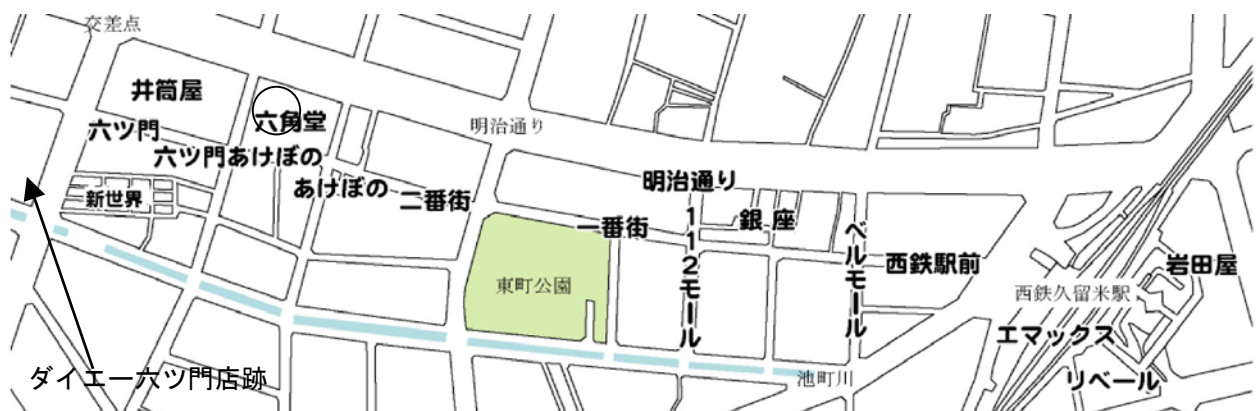 交差点
井筒屋
六角堂
六ツ門
明治通り
六ツ門あけぼの
あけぼの
新世界
二番街
明治通り
一番街
112モール
銀座
ベルモール
西鉄駅前
岩田屋
東町公園
西鉄久留米駅
エマックス
リベール
池町川
ダイエー六ツ門店跡